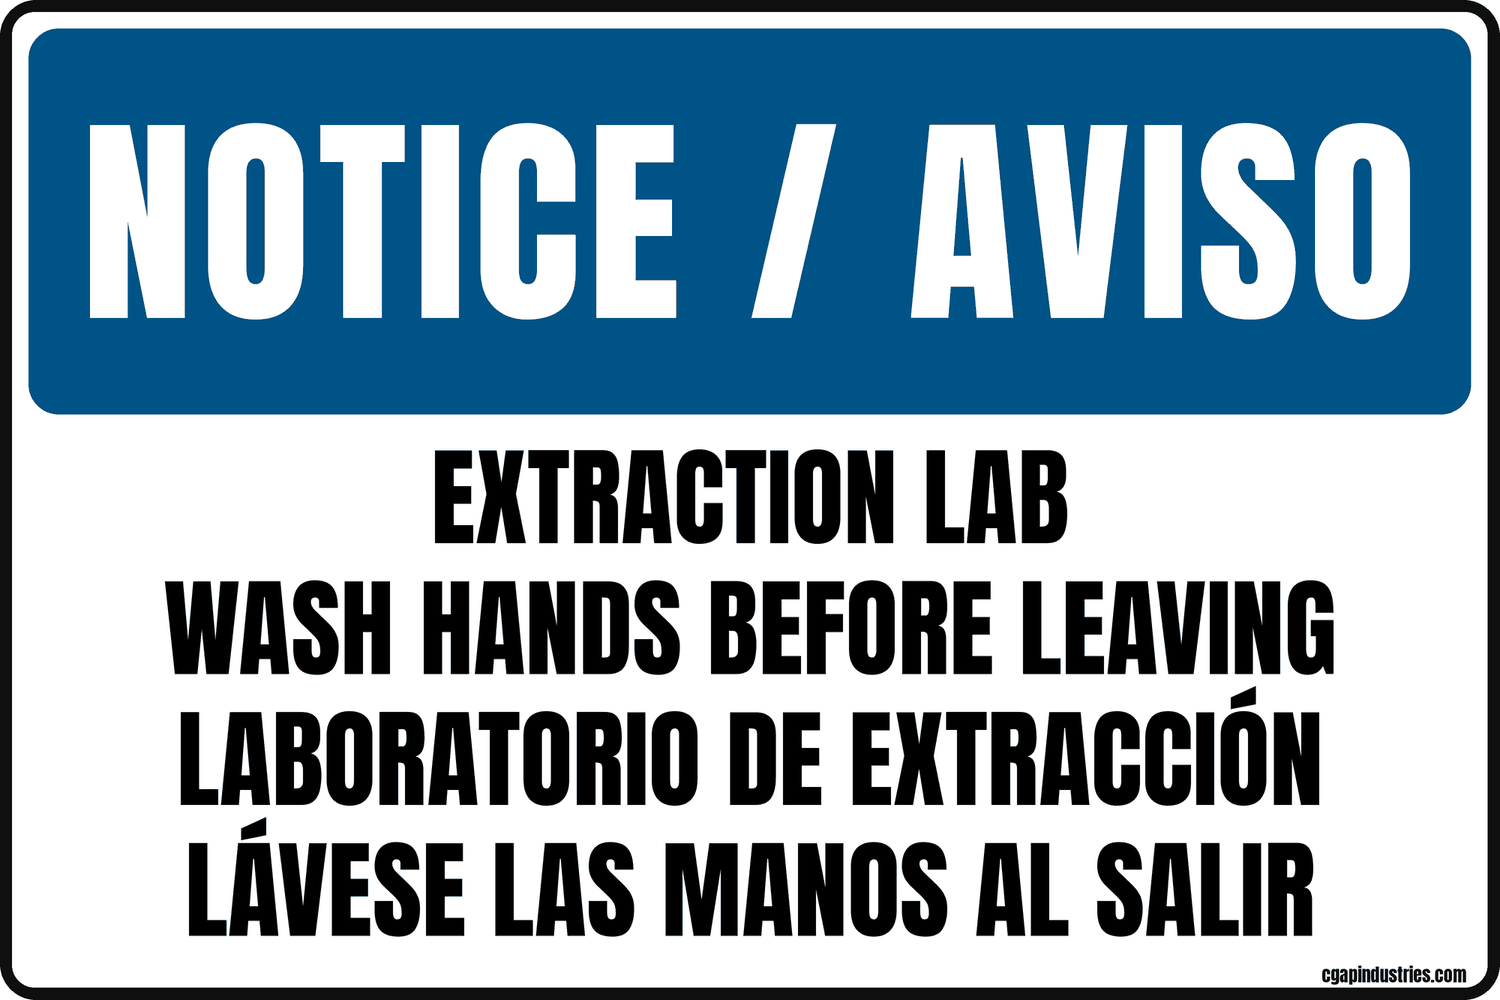 NOTICE / AVISO
EXTRACTION LAB
WASH HANDS BEFORE LEAVING
LABORATORIO DE EXTRACCIÓN
LÁVESE LAS MANOS AL SALIR
cgapindustries.com